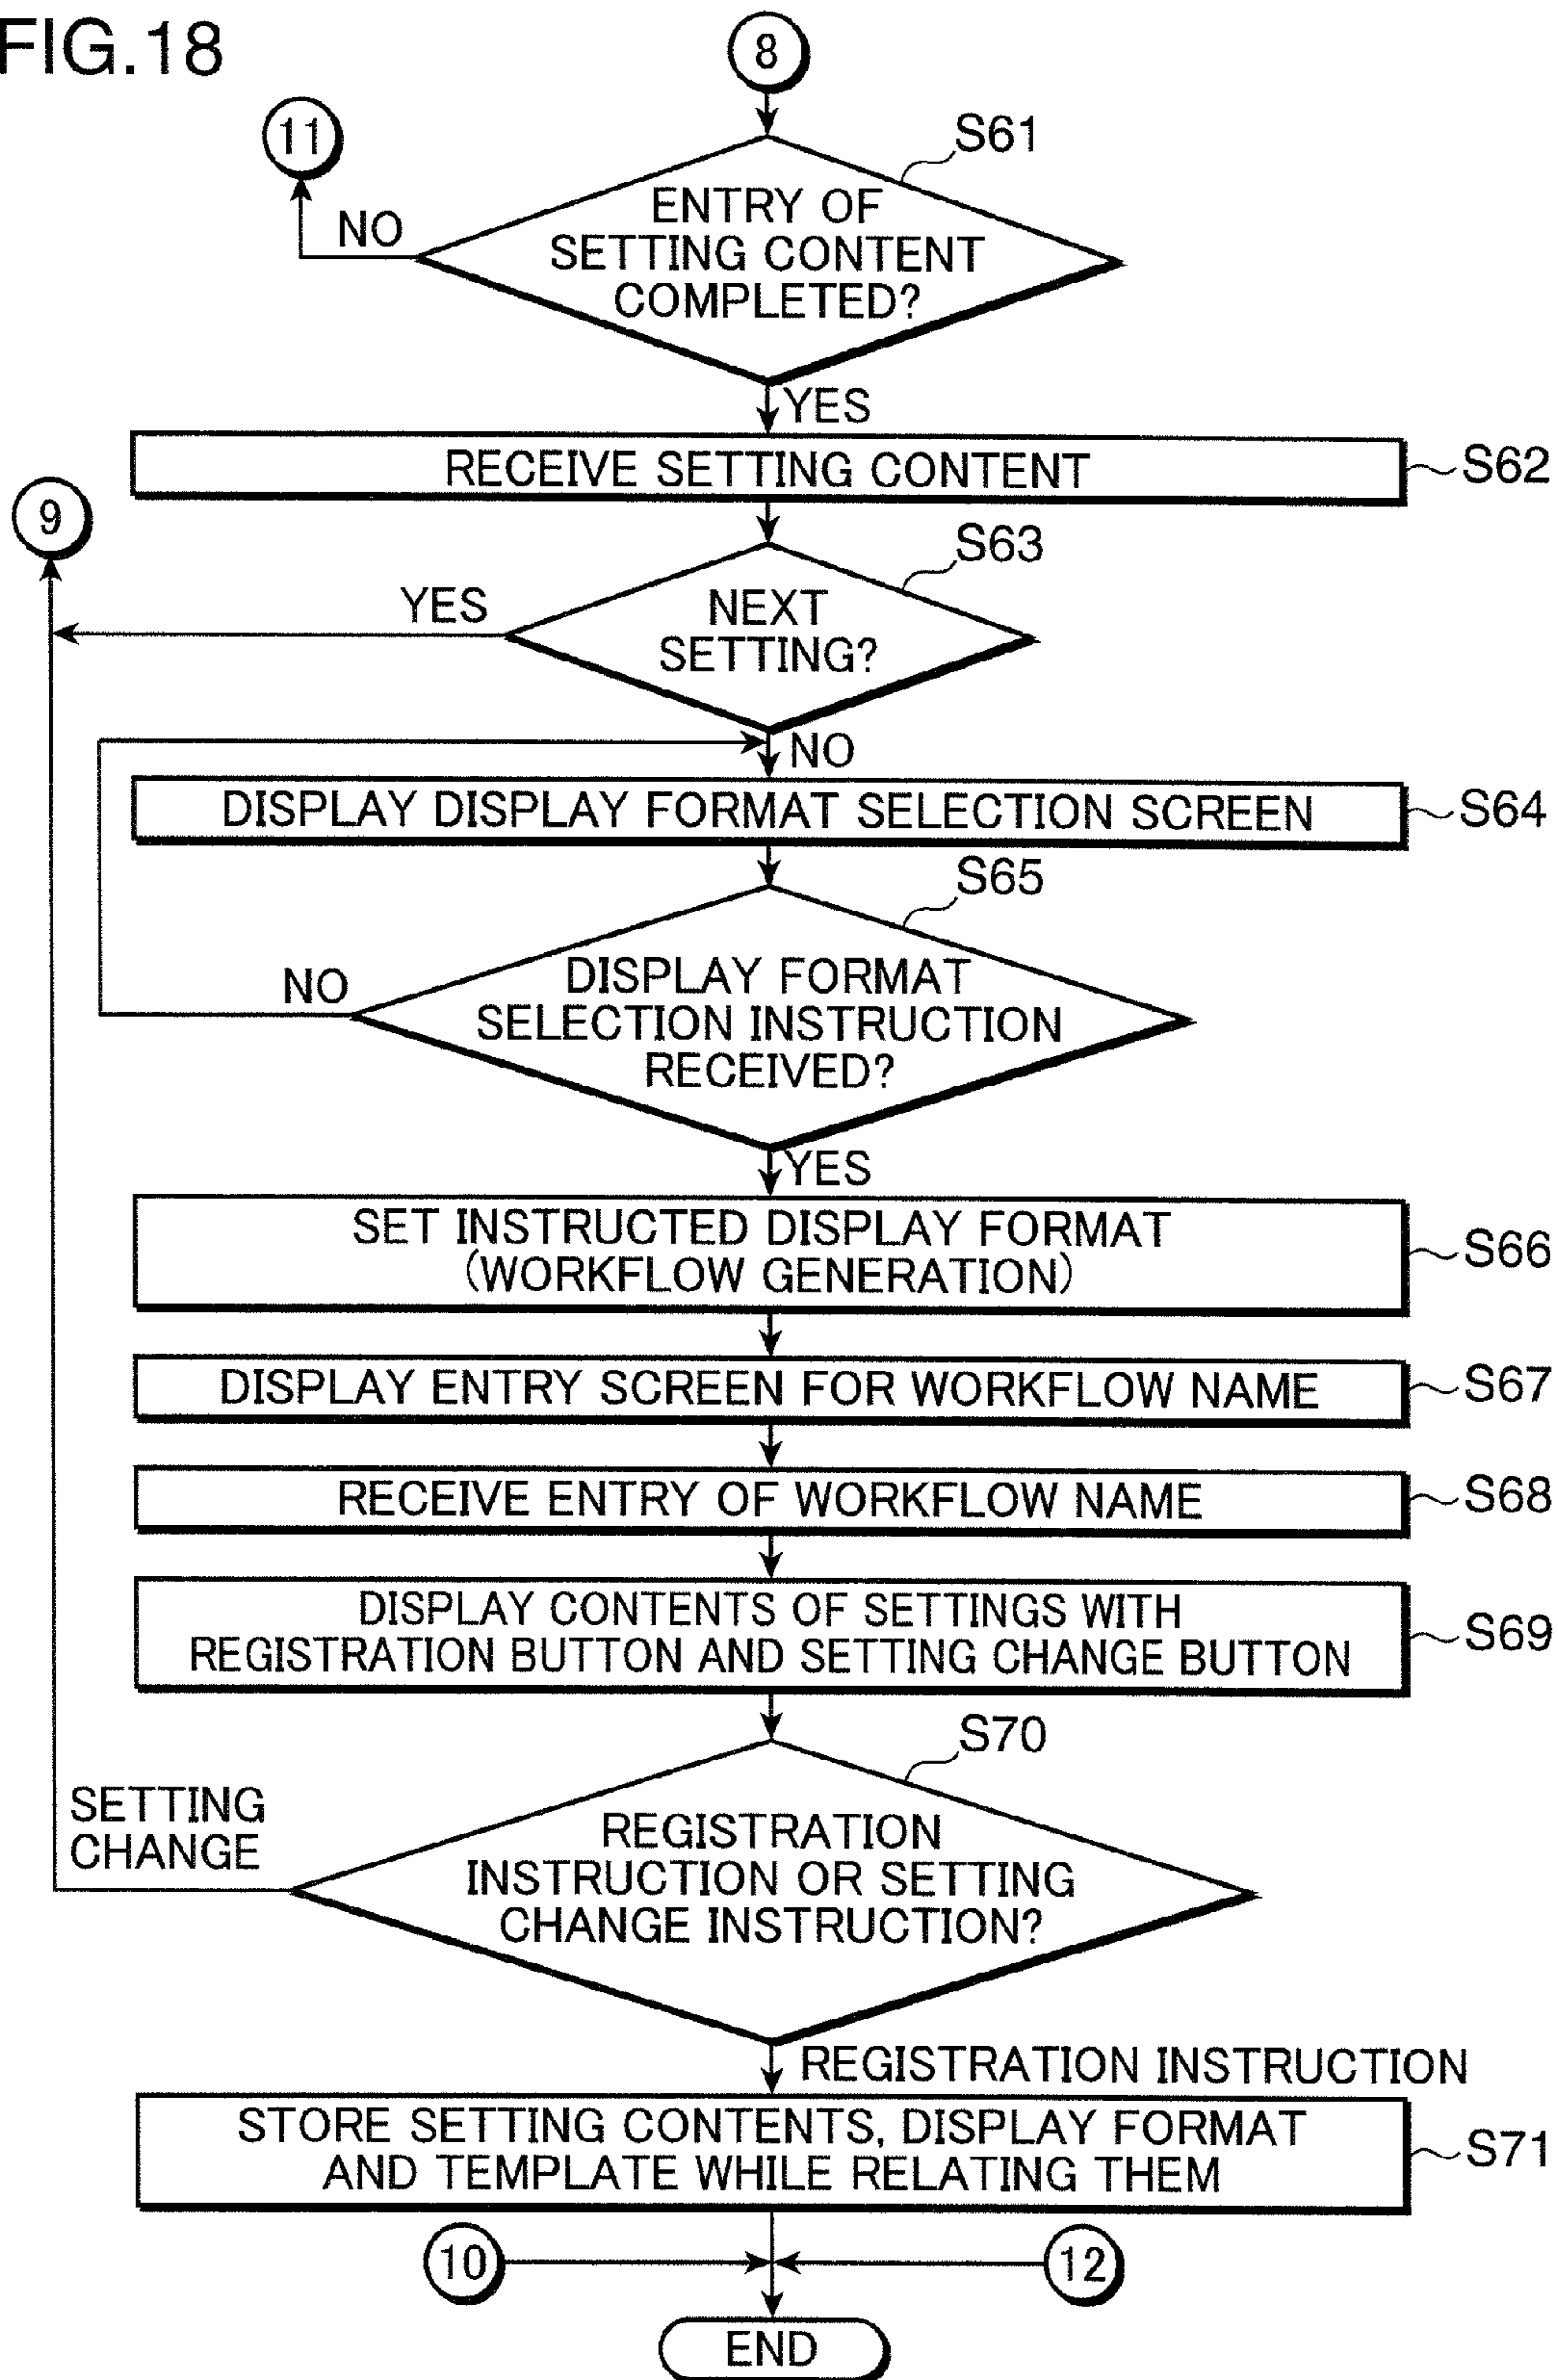 FIG.18
8
11
S61
NO
ENTRY OF
SETTING CONTENT
COMPLETED?
YES
RECEIVE SETTING CONTENT
S62
9
S63
YES
NEXT
SETTING?
NO
DISPLAY DISPLAY FORMAT SELECTION SCREEN
S64
S65
NO
DISPLAY FORMAT
SELECTION INSTRUCTION
RECEIVED?
YES
SET INSTRUCTED DISPLAY FORMAT
(WORKFLOW GENERATION)
S66
DISPLAY ENTRY SCREEN FOR WORKFLOW NAME
S67
RECEIVE ENTRY OF WORKFLOW NAME
S68
DISPLAY CONTENTS OF SETTINGS WITH
REGISTRATION BUTTON AND SETTING CHANGE BUTTON
S69
S70
SETTING
CHANGE
REGISTRATION
INSTRUCTION OR SETTING
CHANGE INSTRUCTION?
REGISTRATION INSTRUCTION
STORE SETTING CONTENTS, DISPLAY FORMAT
AND TEMPLATE WHILE RELATING THEM
S71
10
12
END